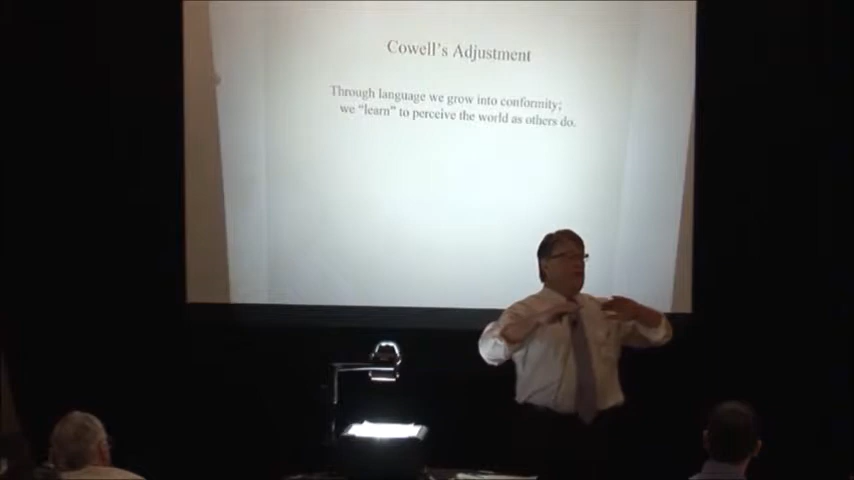 Cowell's Adjustment
Through language we grow into conformity;
we "learn" to perceive the world as others do.